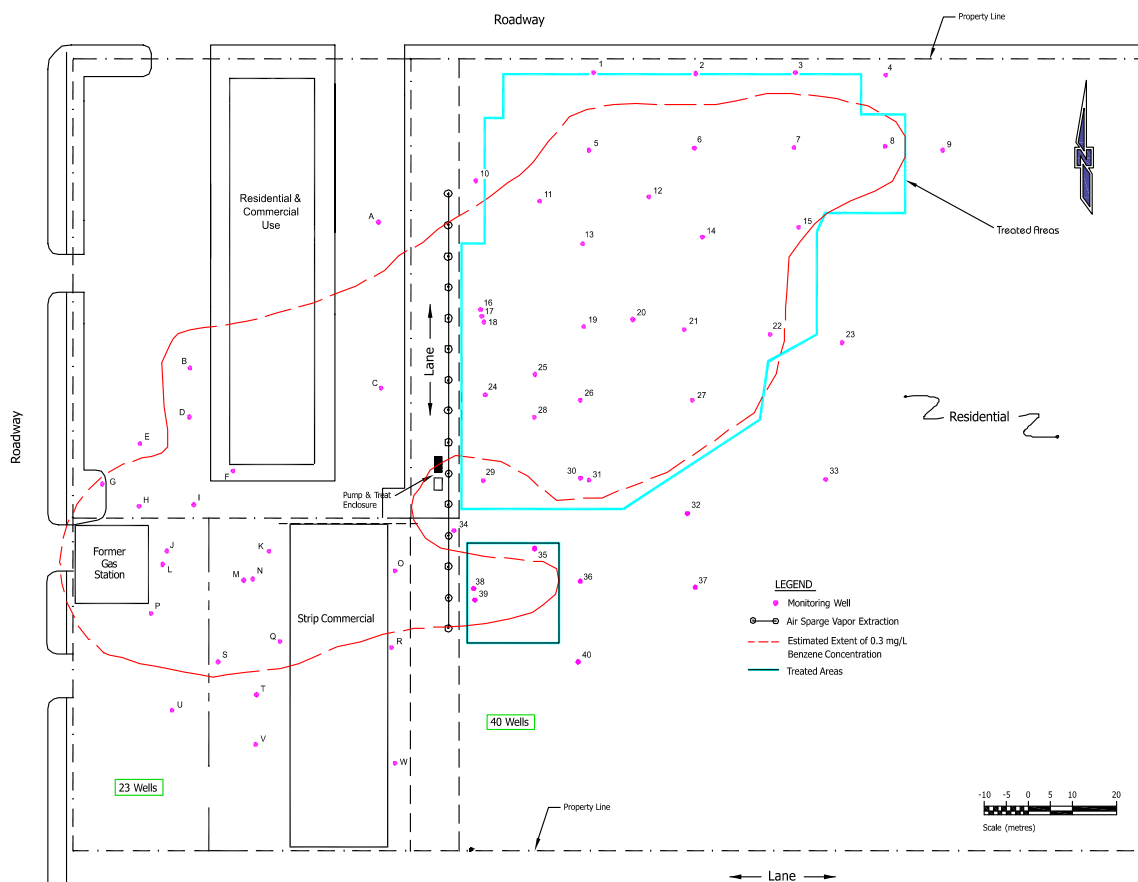 Roadway
Property Line
1
2
3
4
5
6
7
8
9
N
10
11
12
Residential &
Commercial
Use
A
13
14
15
Treated Areas
16
17
18
19
20
21
22
23
Lane
B
C
24
25
26
27
28
D
Residential
Roadway
E
F
G
H
I
Pump & Treat
Enclosure
29
30
31
32
33
34
35
36
37
38
39
40
Former
Gas
Station
J
K
L
M
N
O
P
Q
R
S
T
U
V
W
Strip Commercial
LEGEND
Monitoring Well
Air Sparge Vapor Extraction
Estimated Extent of 0.3 mg/L
Benzene Concentration
Treated Areas
40 Wells
23 Wells
Property Line
-10 -5 0 5 10 20
Scale (metres)
Lane